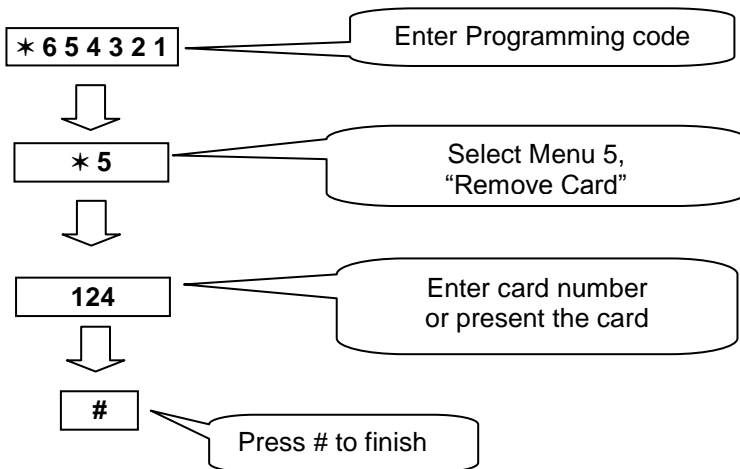 ✶ 6 5 4 3 2 1
Enter Programming code
✶ 5
Select Menu 5,
“Remove Card”
124
Enter card number
or present the card
#
Press # to finish